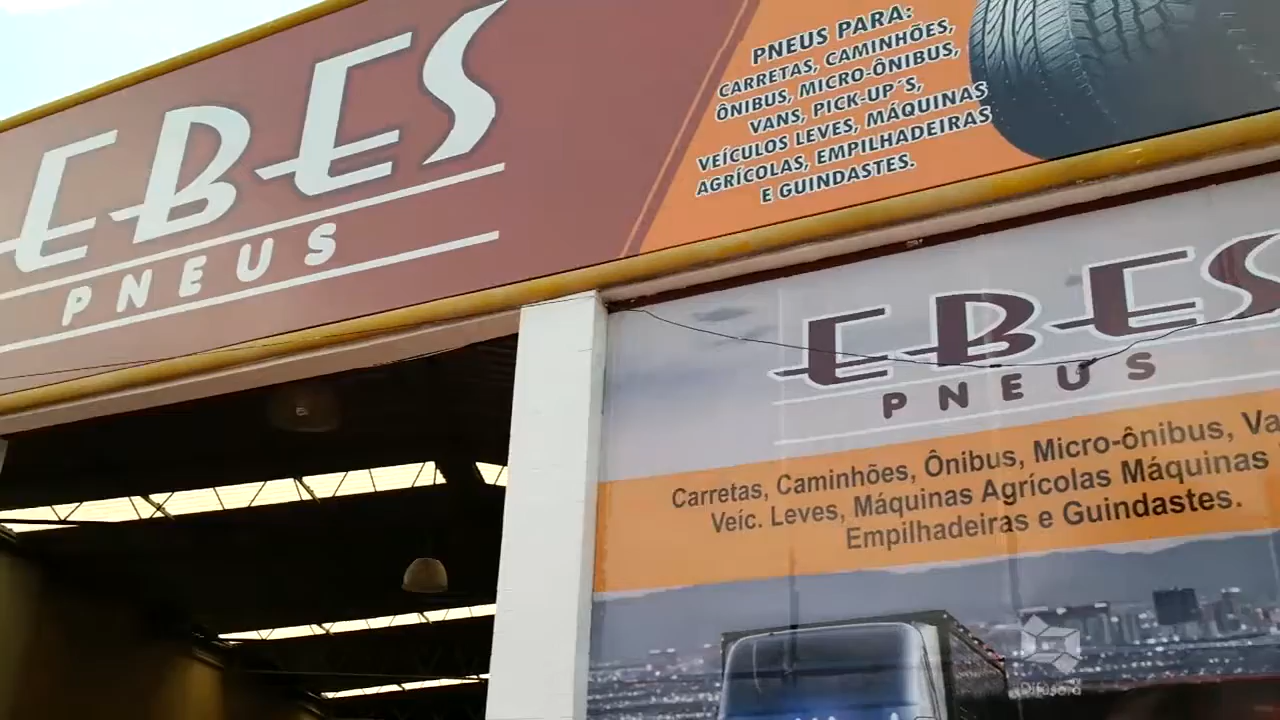 EBES
PNEUS
PNEUS PARA:
CARRETAS, CAMINHÕES,
ÔNIBUS, MICRO-ÔNIBUS,
VANS, PICK-UP´S,
VEÍCULOS LEVES, MÁQUINAS
AGRÍCOLAS, EMPILHADEIRAS
E GUINDASTES.
EBES
PNEUS
Carretas, Caminhões, Ônibus, Micro-ônibus, Va
Veíc. Leves, Máquinas Agrícolas Máquinas
Empilhadeiras e Guindastes.
Difusora